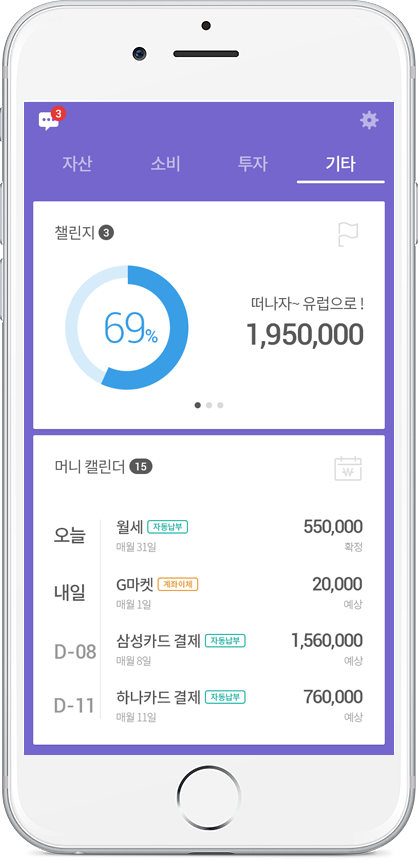 3
자산 소비 투자 기타
챌린지 3
69%
떠나자~ 유럽으로 !
1,950,000
머니 캘린더 15
오늘 월세 자동납부 550,000
매월 31일 확정
내일 G마켓 계좌이체 20,000
매월 1일 예상
D-08 삼성카드 결제 자동납부 1,560,000
매월 8일 예상
D-11 하나카드 결제 자동납부 760,000
매월 11일 예상